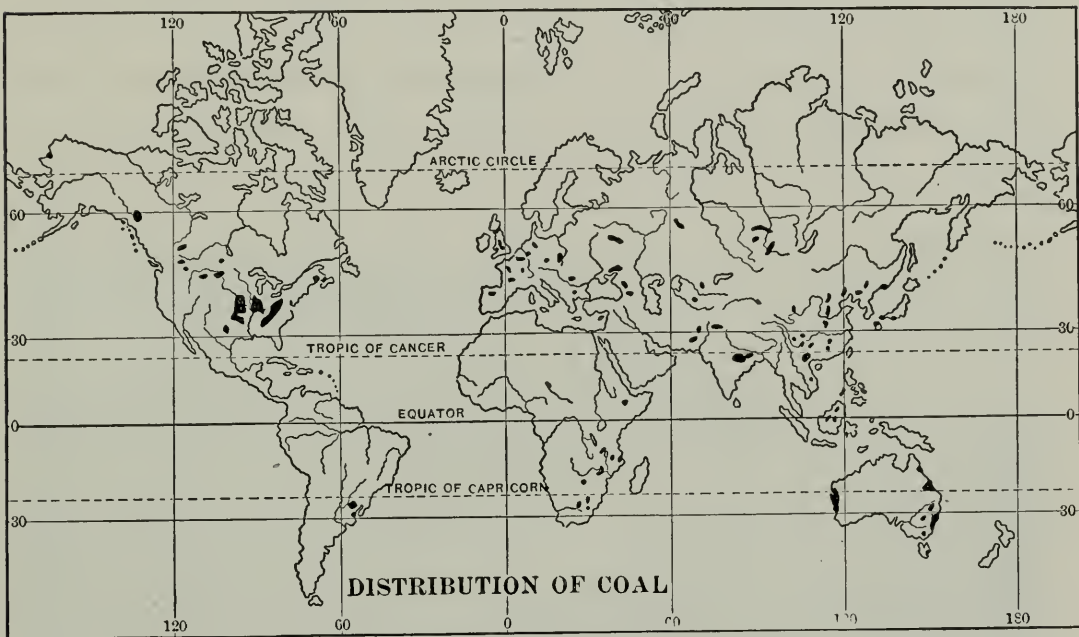 120 60 0 120 180
ARCTIC CIRCLE
60 60
30 30
TROPIC OF CANCER
EQUATOR
0 0
TROPIC OF CAPRICORN
30 30
DISTRIBUTION OF COAL
120 60 0 60 180